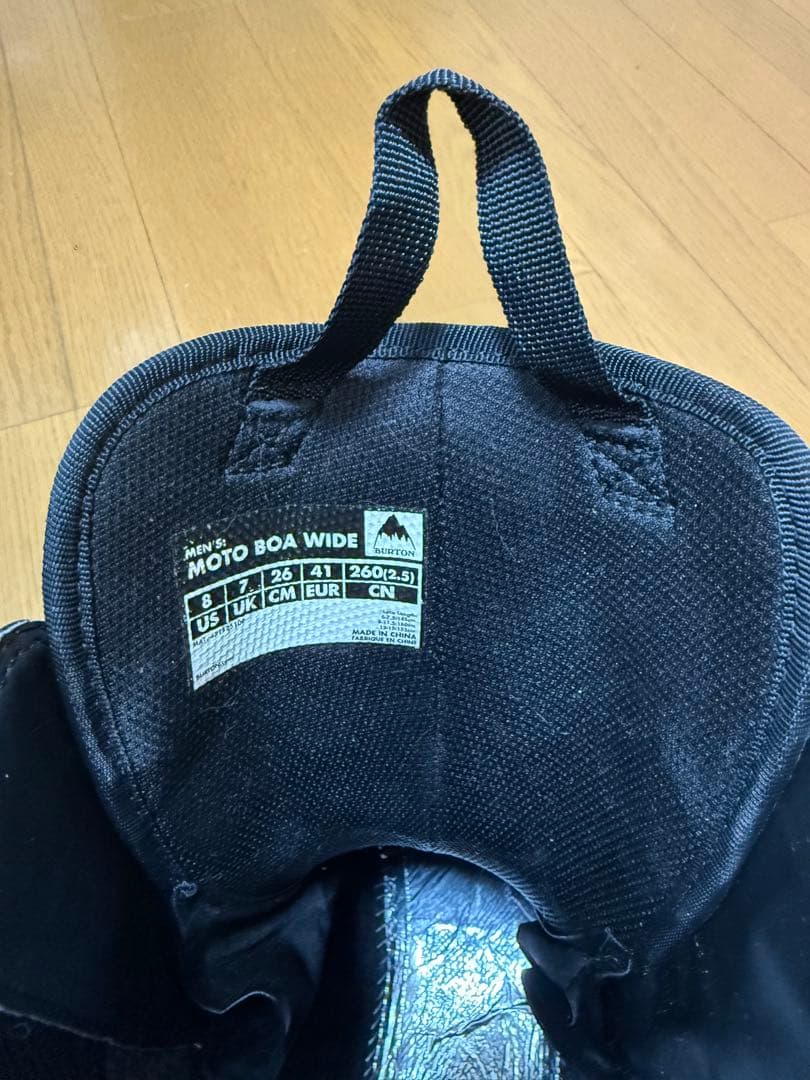 MEN'S:
MOTO BOA WIDE
BURTON
8 7 26 41 260(2.5)
US UK CM EUR CN
MADE IN CHINA
FABRIQUE EN CHINE